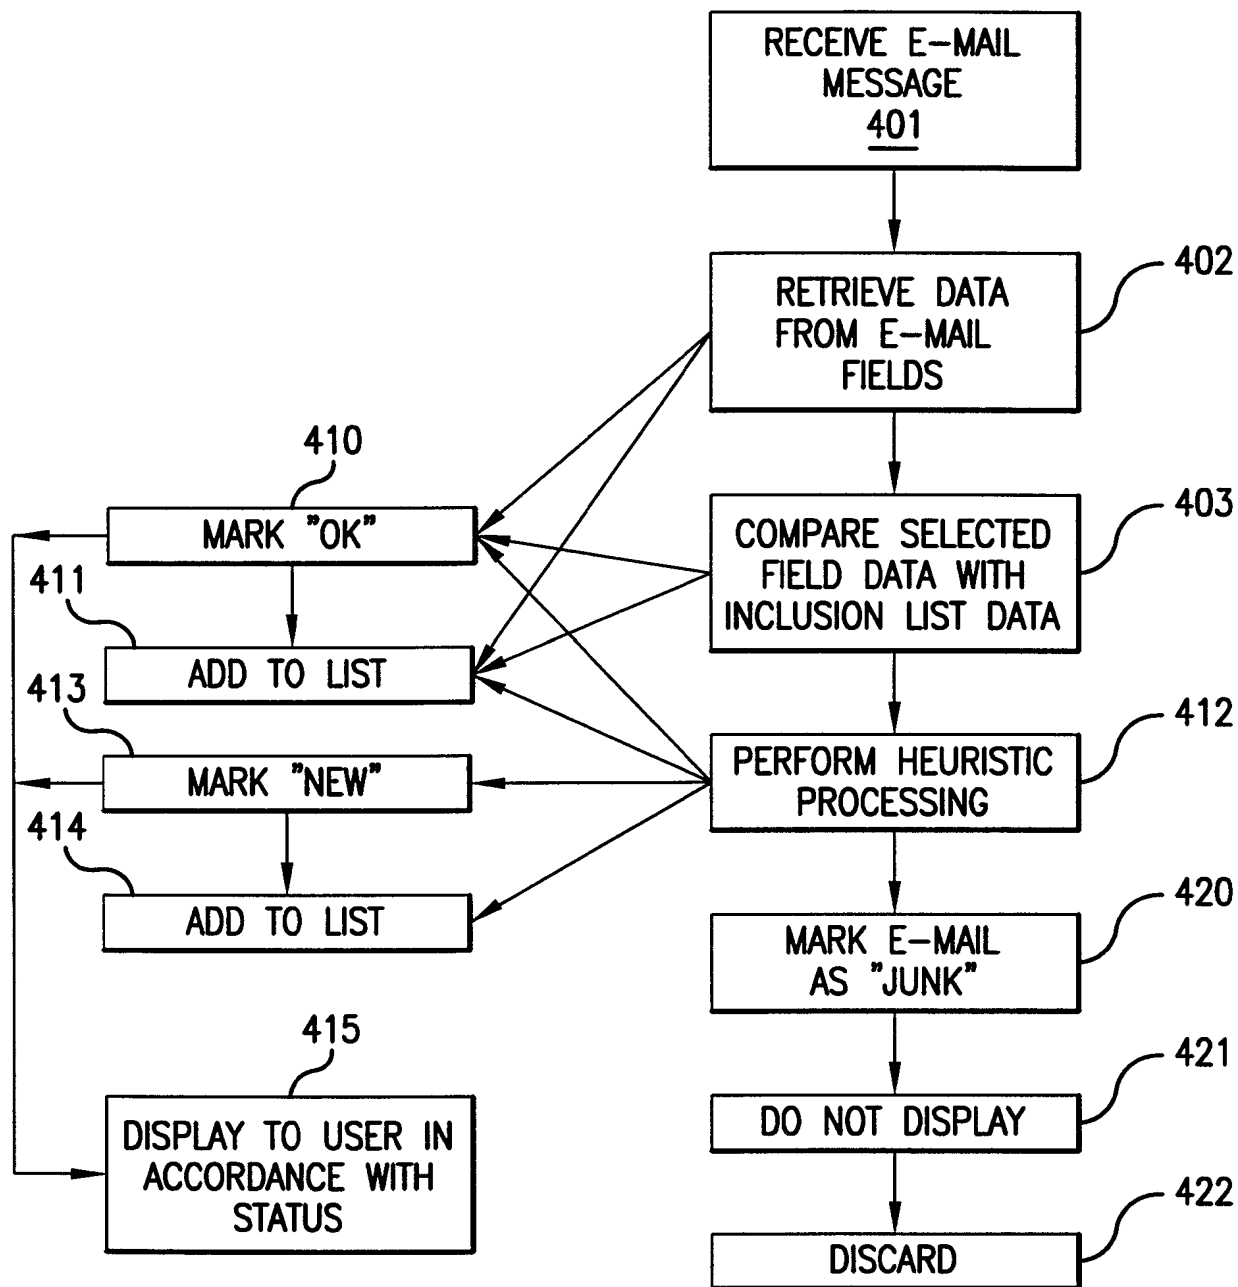 RECEIVE E-MAIL
MESSAGE
401
402
RETRIEVE DATA
FROM E-MAIL
FIELDS
410
MARK "OK"
403
COMPARE SELECTED
FIELD DATA WITH
INCLUSION LIST DATA
411
ADD TO LIST
413
MARK "NEW"
412
PERFORM HEURISTIC
PROCESSING
414
ADD TO LIST
420
MARK E-MAIL
AS "JUNK"
415
DISPLAY TO USER IN
ACCORDANCE WITH
STATUS
421
DO NOT DISPLAY
422
DISCARD